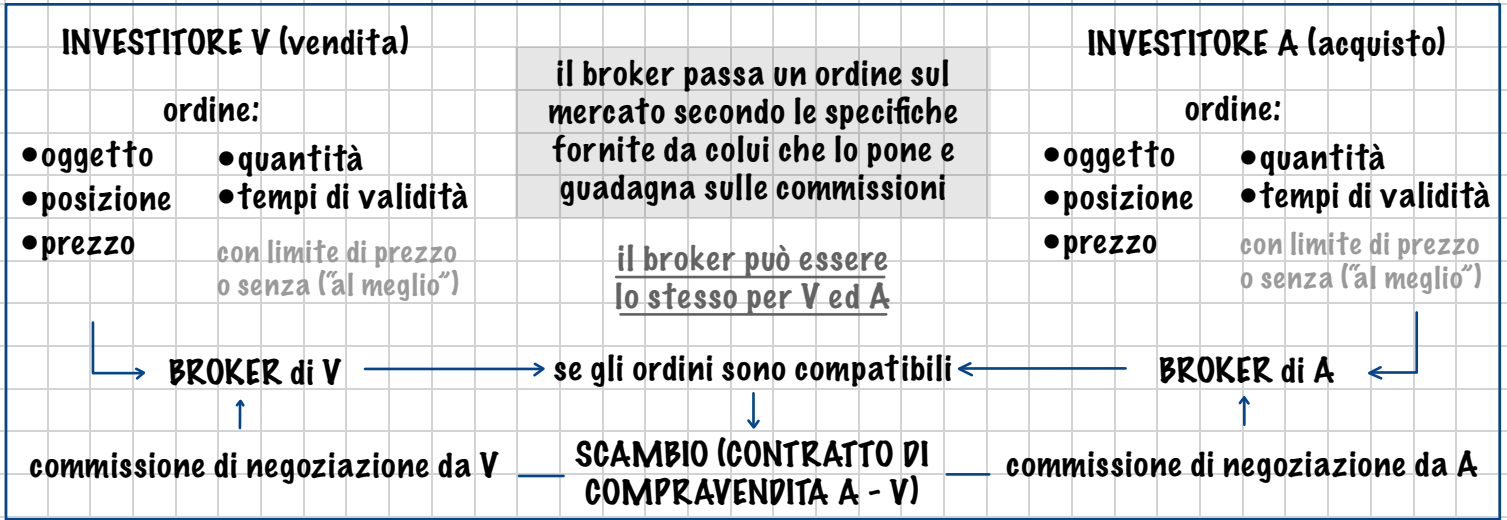 INVESTITORE V (vendita)
ordine:
•oggetto
•posizione
•prezzo
•quantità
•tempi di validità
con limite di prezzo
o senza (“al meglio”)
il broker passa un ordine sul
mercato secondo le specifiche
fornite da colui che lo pone e
guadagna sulle commissioni
il broker può essere
lo stesso per V ed A
INVESTITORE A (acquisto)
ordine:
•oggetto
•posizione
•prezzo
•quantità
•tempi di validità
con limite di prezzo
o senza (“al meglio”)
BROKER di V
se gli ordini sono compatibili
BROKER di A
commissione di negoziazione da V
SCAMBIO (CONTRATTO DI
COMPRAVENDITA A - V)
commissione di negoziazione da A